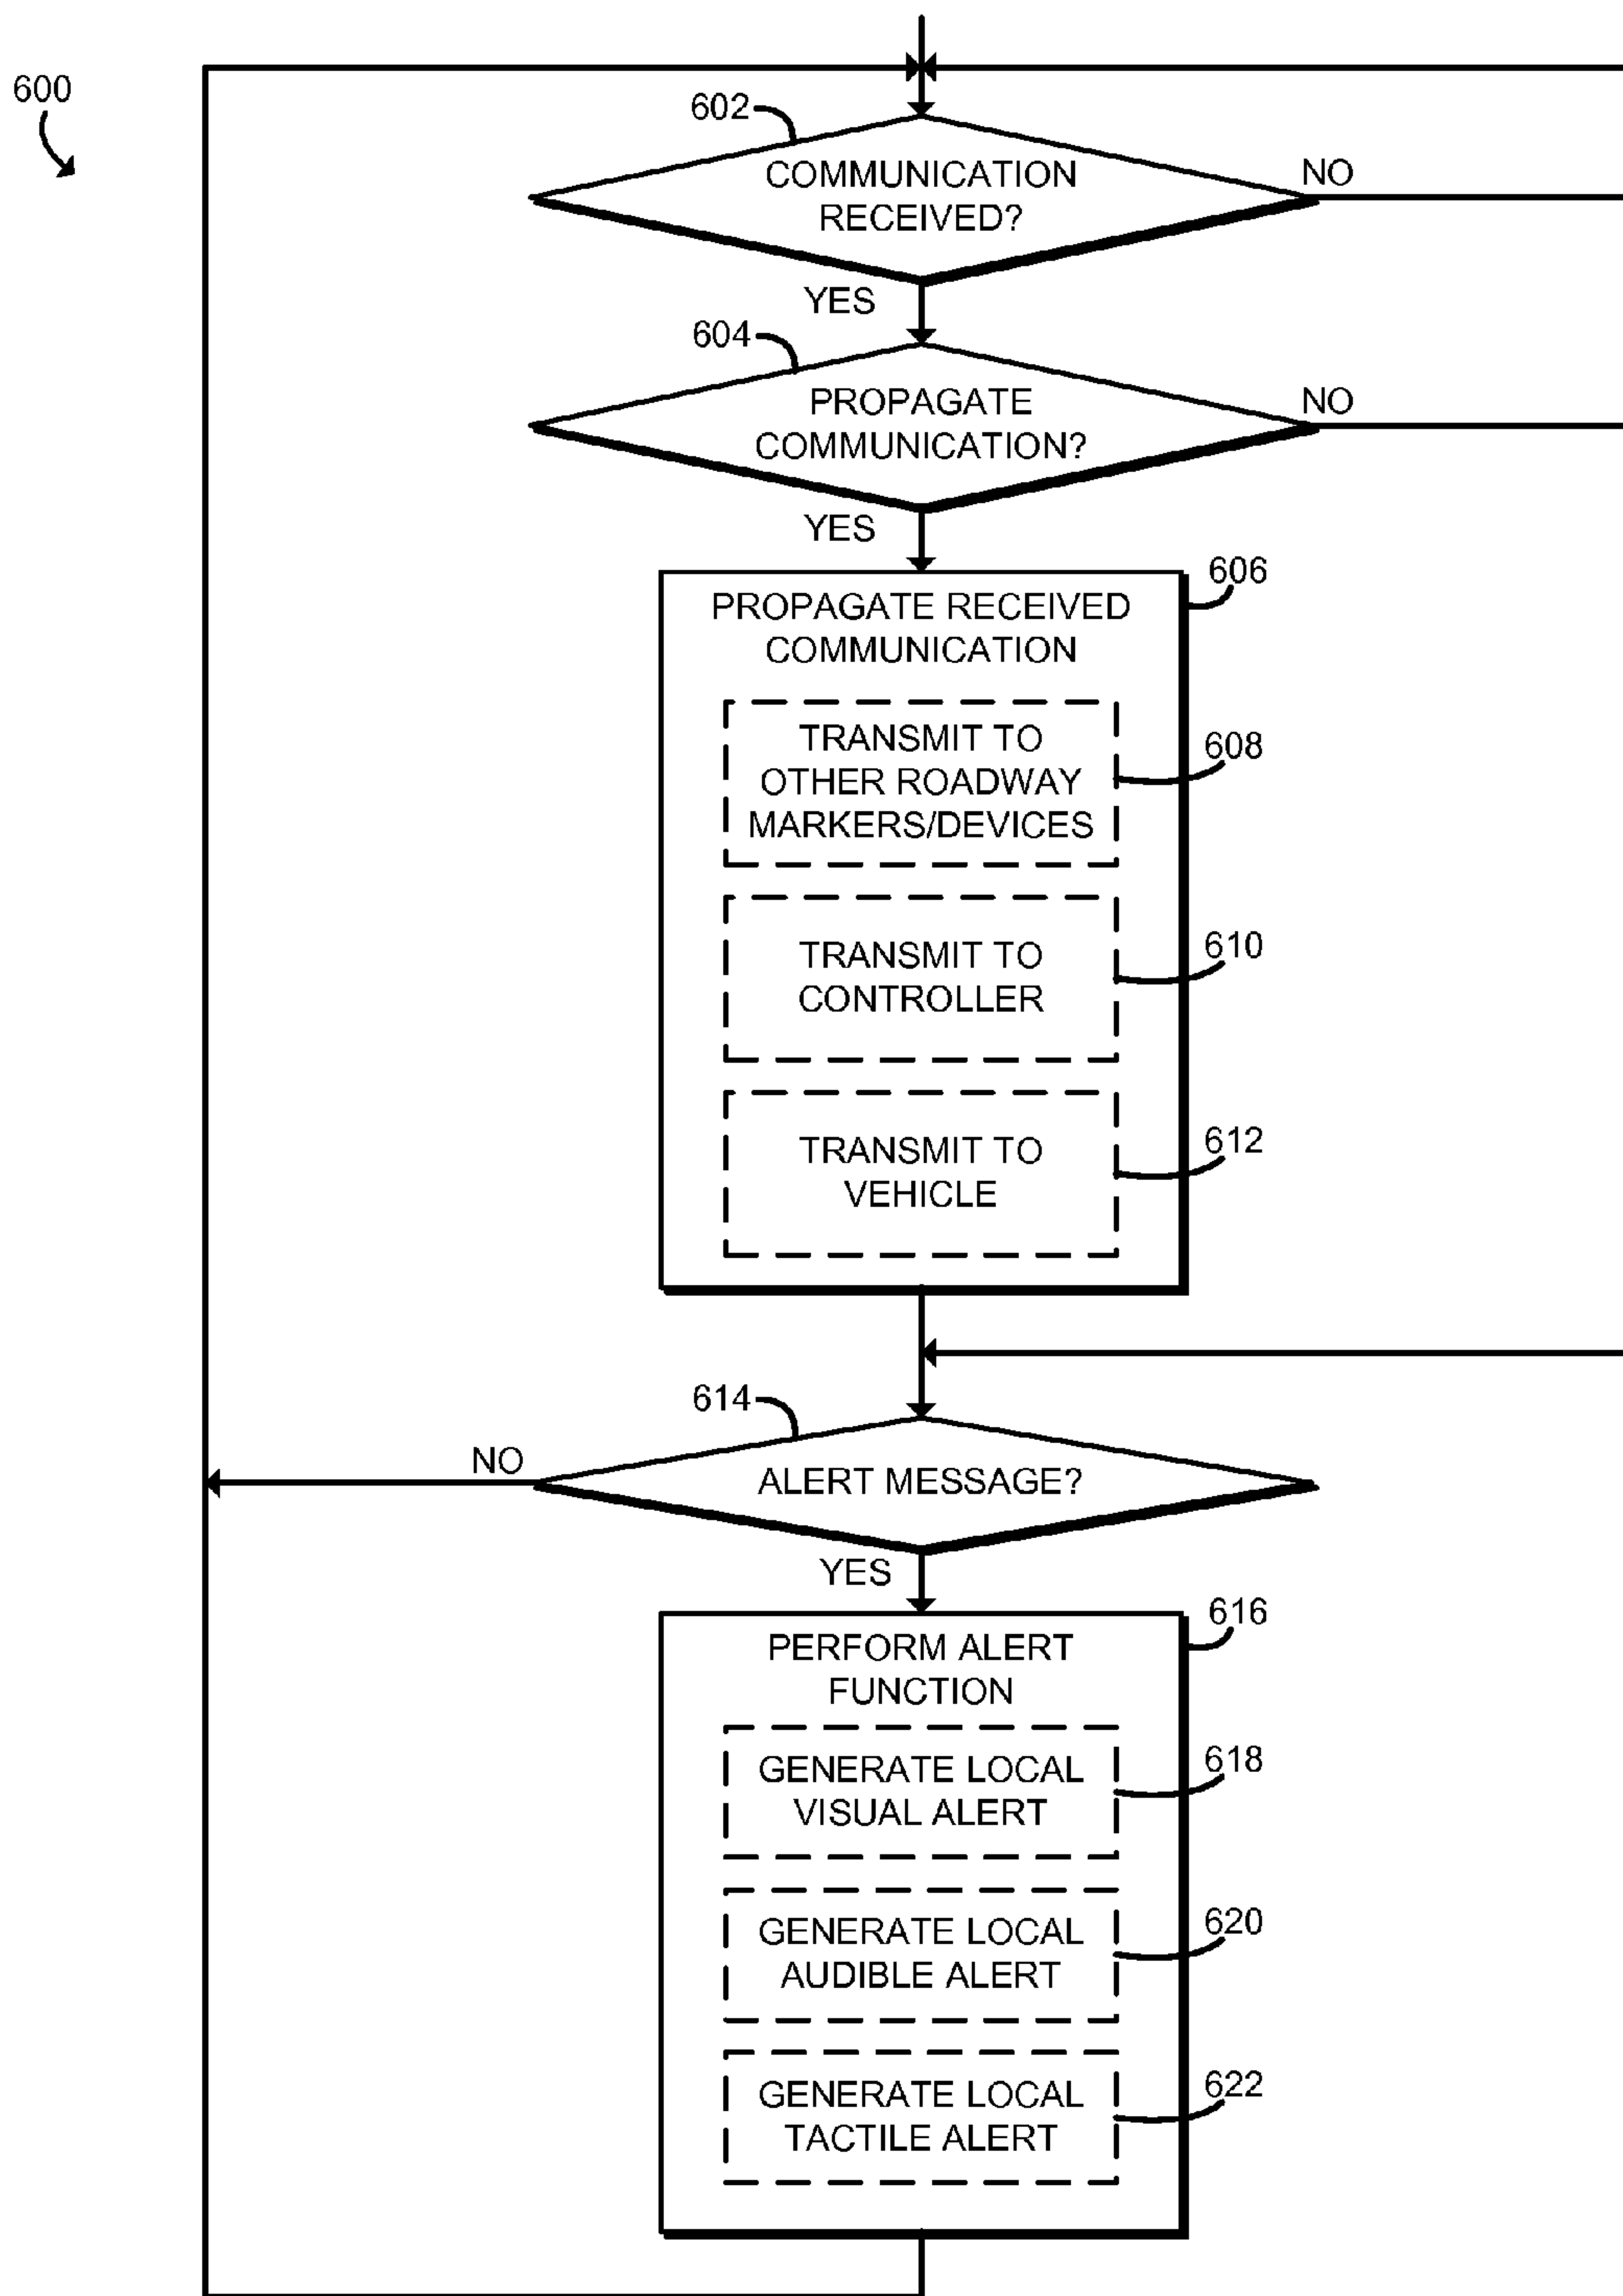 600
602
COMMUNICATION
RECEIVED?
NO
YES
604
PROPAGATE
COMMUNICATION?
NO
YES
606
PROPAGATE RECEIVED
COMMUNICATION
TRANSMIT TO
OTHER ROADWAY
MARKERS/DEVICES
608
TRANSMIT TO
CONTROLLER
610
TRANSMIT TO
VEHICLE
612
614
NO
ALERT MESSAGE?
YES
616
PERFORM ALERT
FUNCTION
GENERATE LOCAL
VISUAL ALERT
618
GENERATE LOCAL
AUDIBLE ALERT
620
GENERATE LOCAL
TACTILE ALERT
622